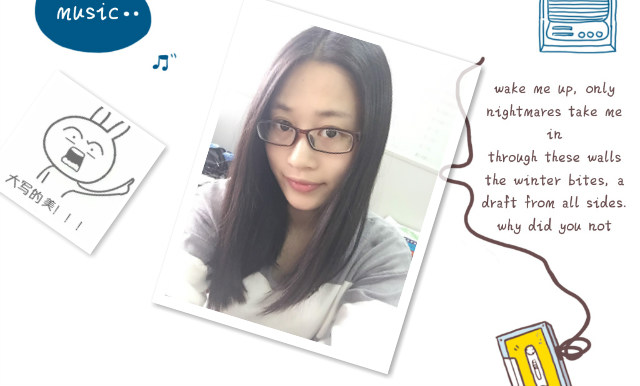 music..
大写的美!!!
wake me up, only
nightmares take me
in
through these walls
the winter bites, a
draft from all sides.
why did you not